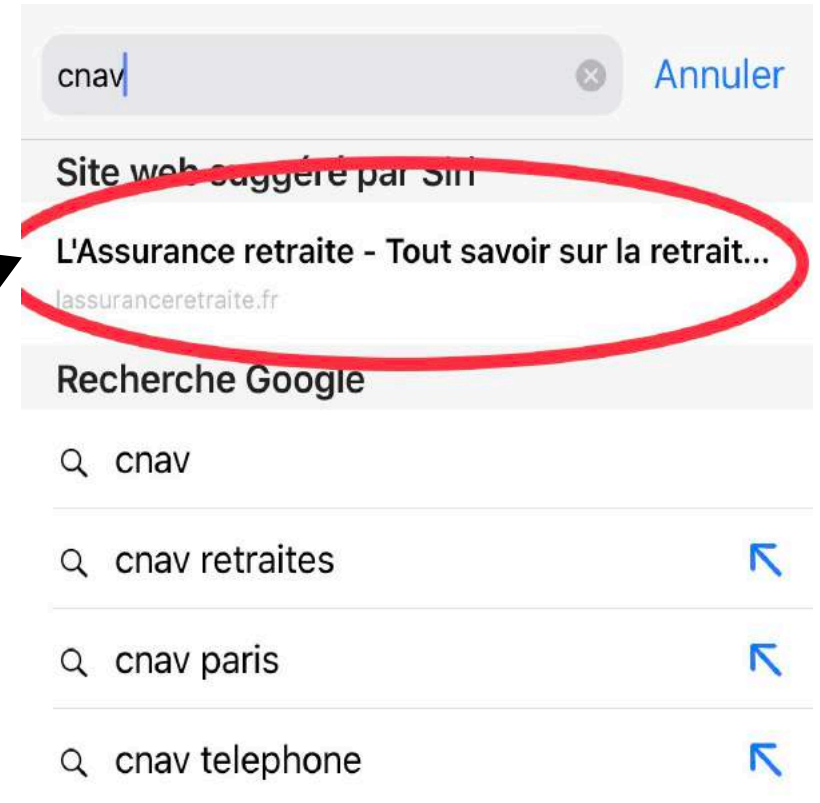 cnav
Annuler
Site web suggéré par Siri
L'Assurance retraite - Tout savoir sur la retrait...
lassuranceretraite.fr
Recherche Google
cnav
cnav retraites
cnav paris
cnav telephone